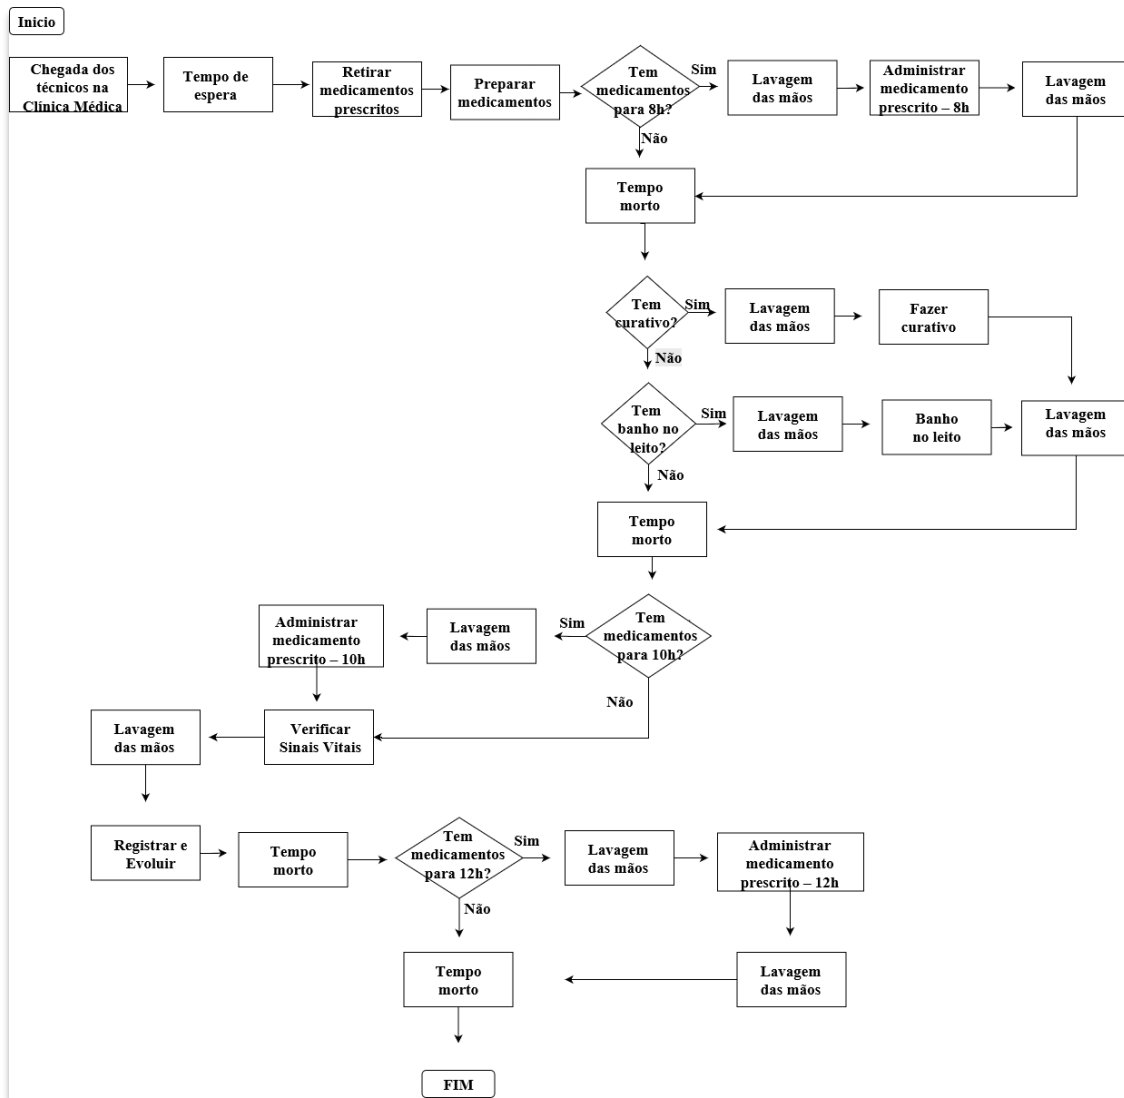 Inicio
Chegada dos
técnicos na
Clínica Médica
Tempo de
espera
Retirar
medicamentos
prescritos
Preparar
medicamentos
Tem
medicamentos
para 8h?
Sim
Lavagem
das mãos
Administrar
medicamento
prescrito – 8h
Lavagem
das mãos
Não
Tempo
morto
Tem
curativo?
Sim
Lavagem
das mãos
Fazer
curativo
Não
Tem
banho no
leito?
Sim
Lavagem
das mãos
Banho
no leito
Lavagem
das mãos
Não
Tempo
morto
Tem
medicamentos
para 10h?
Sim
Lavagem
das mãos
Administrar
medicamento
prescrito – 10h
Não
Verificar
Sinais Vitais
Lavagem
das mãos
Registrar e
Evoluir
Tempo
morto
Tem
medicamentos
para 12h?
Sim
Lavagem
das mãos
Administrar
medicamento
prescrito – 12h
Não
Tempo
morto
Lavagem
das mãos
FIM